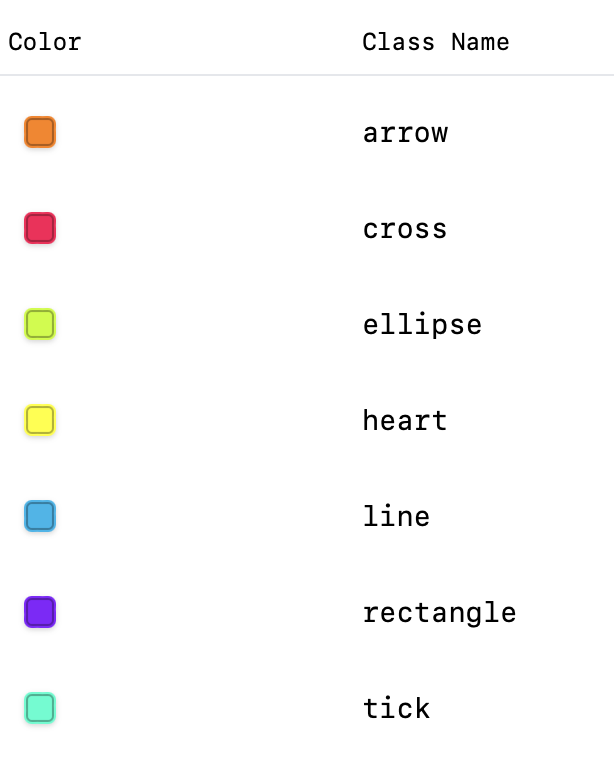 Color Class Name
arrow
cross
ellipse
heart
line
rectangle
tick